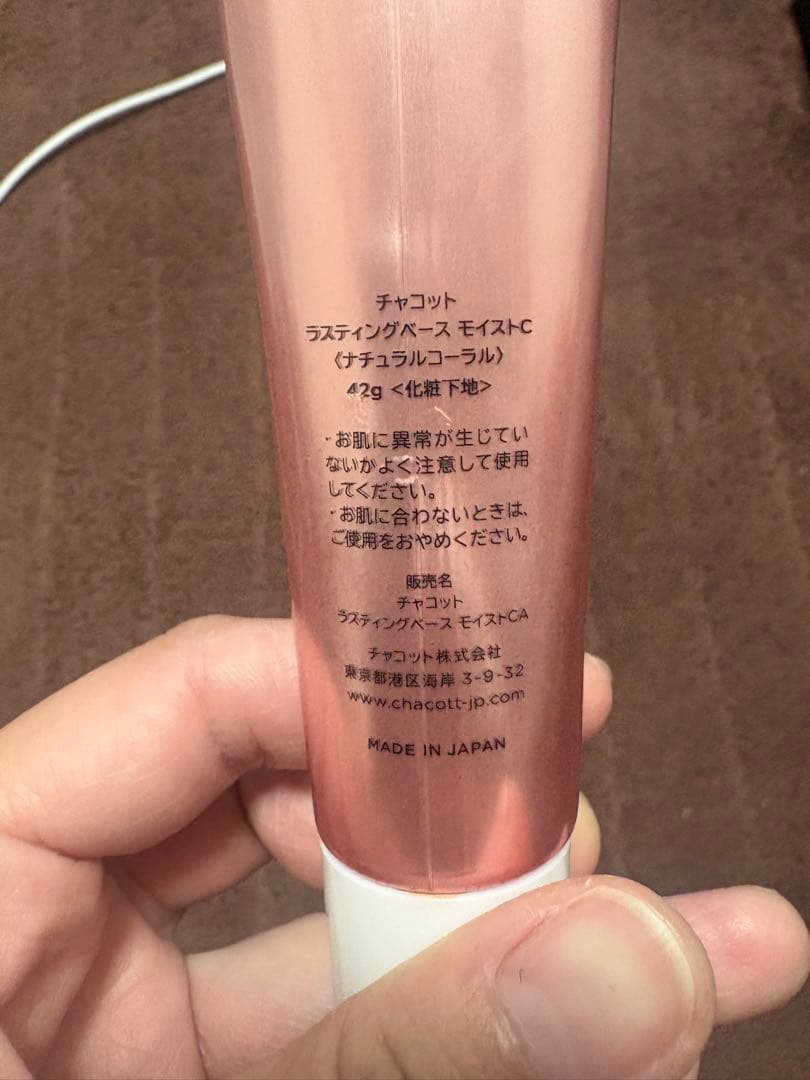 チャコット
ラスティングベース モイストC
〈ナチュラルコーラル〉
42g <化粧下地>
・お肌に異常が生じてい
ないかよく注意して使用
してください。
・お肌に合わないときは、
ご使用をおやめください。
販売名
チャコット
ラスティングベース モイストCA
チャコット株式会社
東京都港区海岸 3-9-32
www.chacott-jp.com
MADE IN JAPAN